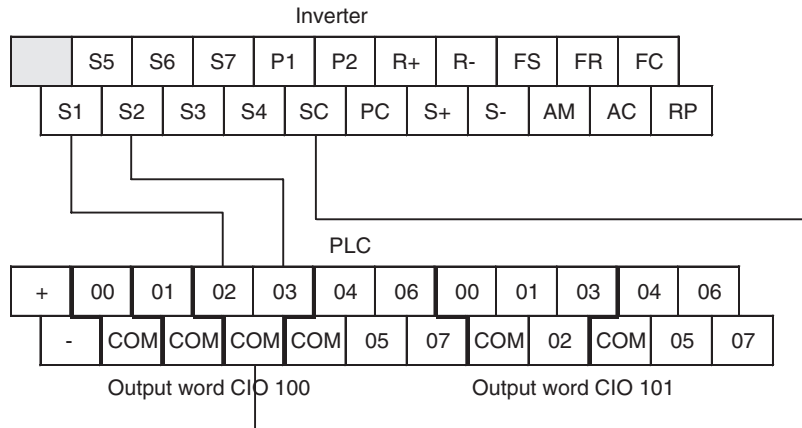 Inverter
S5 S6 S7 P1 P2 R+ R- FS FR FC
S1 S2 S3 S4 SC PC S+ S- AM AC RP
PLC
+ 00 01 02 03 04 06 00 01 03 04 06
- COM COM COM COM 05 07 COM 02 COM 05 07
Output word CIO 100 Output word CIO 101